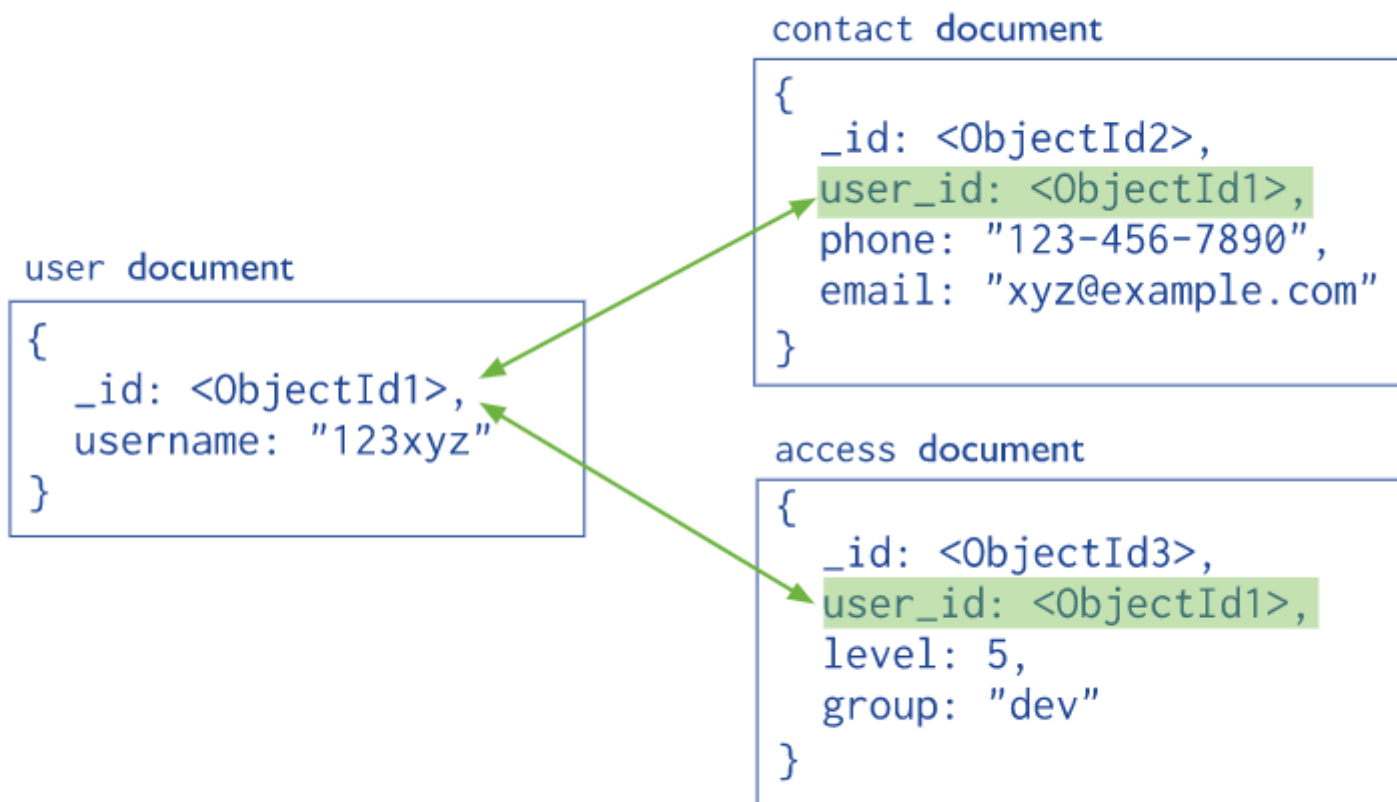 user document
{
_id: <ObjectId1>,
username: "123xyz"
}
contact document
{
_id: <ObjectId2>,
user_id: <ObjectId1>,
phone: "123-456-7890",
email: "xyz@example.com"
}
access document
{
_id: <ObjectId3>,
user_id: <ObjectId1>,
level: 5,
group: "dev"
}